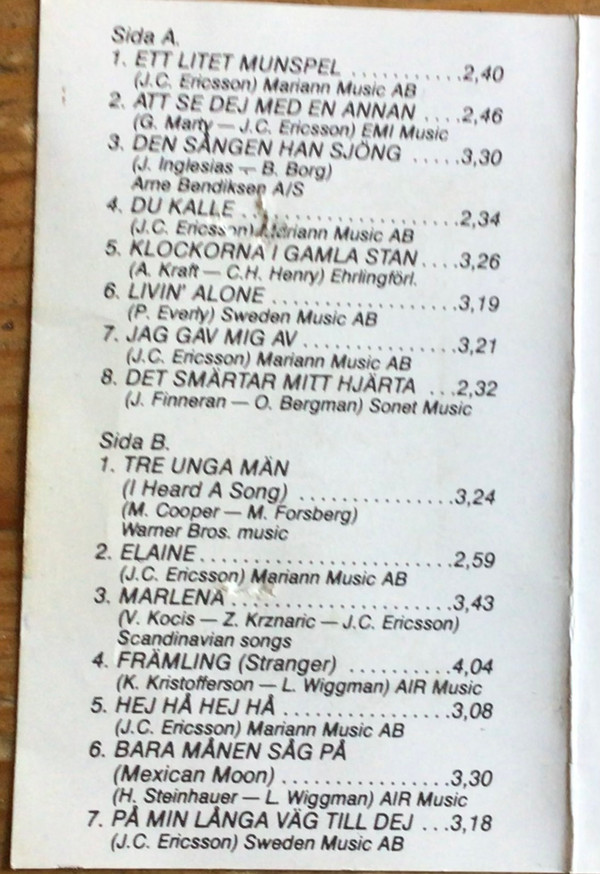 Sida A.
1. ETT LITET MUNSPEL ...........2,40
(J.C. Ericsson) Mariann Music AB
2. ATT SE DEJ MED EN ANNAN ....2,46
(G. Marty — J.C. Ericsson) EMI Music
3. DEN SÅNGEN HAN SJÖNG .....3,30
(J. Inglesias — B. Borg)
Arne Bendiksen A/S
4. DU KALLE ......................2,34
(J.C. Ericsson) Mariann Music AB
5. KLOCKORNA I GAMLA STAN....3,26
(A. Kraft — C.H. Henry) Ehrlingförl.
6. LIVIN' ALONE ...................3,19
(P. Everly) Sweden Music AB
7. JAG GAV MIG AV ...............3,21
(J.C. Ericsson) Mariann Music AB
8. DET SMÄRTAR MITT HJÄRTA ...2,32
(J. Finneran — O. Bergman) Sonet Music
Sida B.
1. TRE UNGA MÄN
(I Heard A Song) ...............3,24
(M. Cooper — M. Forsberg)
Warner Bros. music
2. ELAINE.........................2,59
(J.C. Ericsson) Mariann Music AB
3. MARLENA ......................3,43
(V. Kocis — Z. Krznaric — J.C. Ericsson)
Scandinavian songs
4. FRÄMLING (Stranger) ..........4,04
(K. Kristofferson — L. Wiggman) AIR Music
5. HEJ HÅ HEJ HÅ ................3,08
(J.C. Ericsson) Mariann Music AB
6. BARA MÅNEN SÅG PÅ
(Mexican Moon) ................3,30
(H. Steinhauer — L. Wiggman) AIR Music
7. PÅ MIN LÅNGA VÄG TILL DEJ ...3,18
(J.C. Ericsson) Sweden Music AB